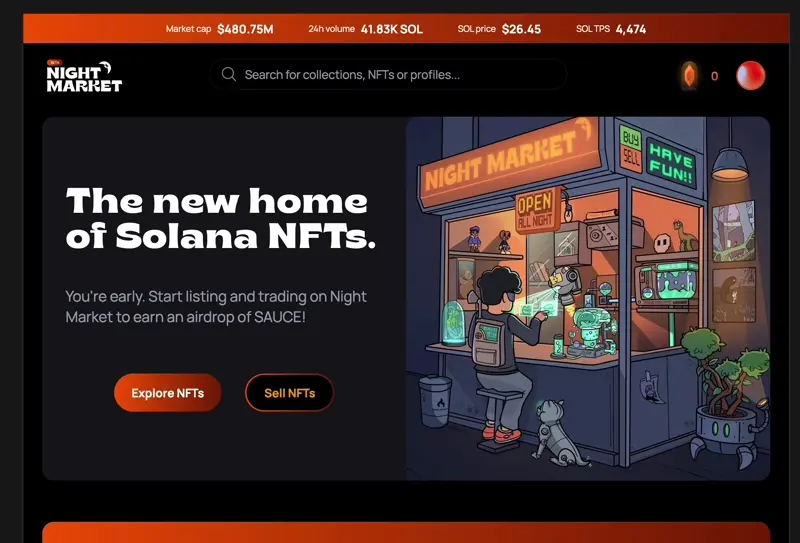 Market cap $480.75M 24h volume 41.83K SOL SOL price $26.45 SOL TPS 4,474
BETA
NIGHT
MARKET
Search for collections, NFTs or profiles...
0
The new home
of Solana NFTs.
You're early. Start listing and trading on Night
Market to earn an airdrop of SAUCE!
Explore NFTs
Sell NFTs
NIGHT MARKET
BUY
SELL
HAVE
FUN!!
OPEN
ALL NIGHT